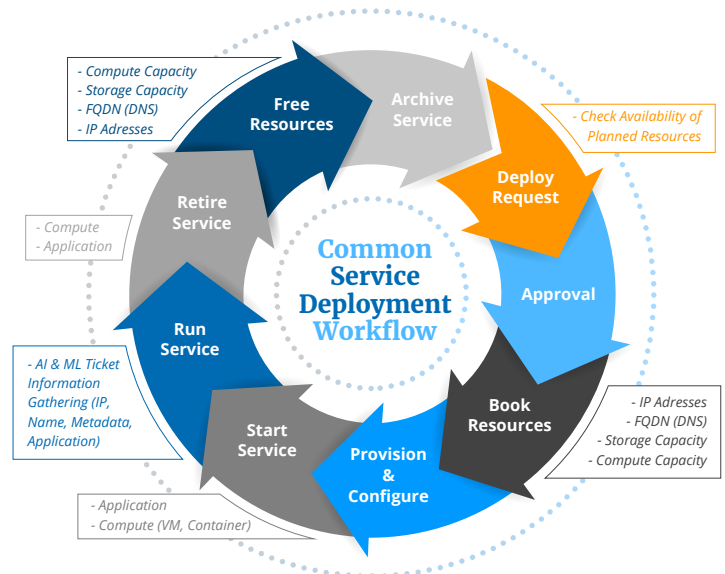 Common
Service
Deployment
Workflow
Archive
Service
Deploy
Request
- Check Availability of
Planned Resources
Approval
Book
Resources
- IP Adresses
- FQDN (DNS)
- Storage Capacity
- Compute Capacity
Provision
&
Configure
Start
Service
- Application
- Compute (VM, Container)
Run
Service
- AI & ML Ticket
Information
Gathering (IP,
Name, Metadata,
Application)
Retire
Service
- Compute
- Application
Free
Resources
- Compute Capacity
- Storage Capacity
- FQDN (DNS)
- IP Adresses